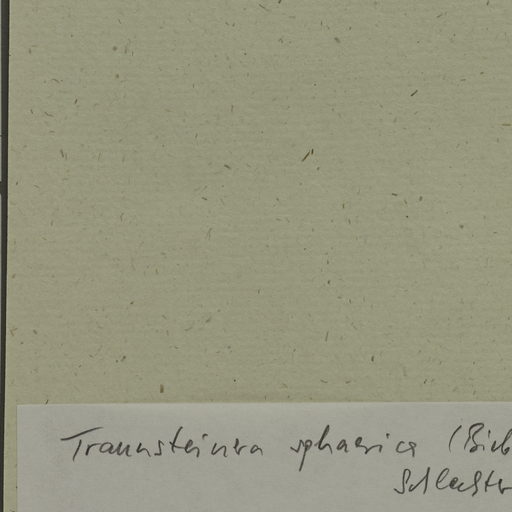 Traunsteinera sphaerica (Bieb
Schlechter